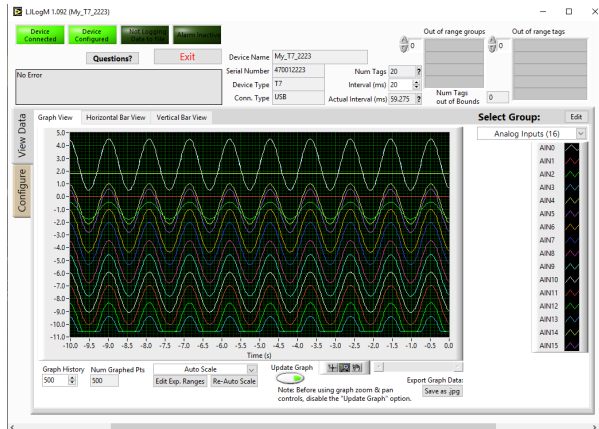 LJLogM 1.092 (My_T7_2223)
Device Connected
Device Configured
Not Logging Data to File
Alarm Inactive
Out of range groups
Out of range tags
0
0
Questions?
Exit
Device Name My_T7_2223
No Error
Serial Number 470012223
Num Tags 20 ?
Device Type T7
Interval (ms) 20
Conn. Type USB
Actual Interval (ms) 59.275 ?
Num Tags out of Bounds 0
View Data
Configure
Graph View
Horizontal Bar View
Vertical Bar View
Select Group:
Edit
Analog Inputs (16)
5.0
4.0
3.0
2.0
1.0
0.0
-1.0
-2.0
-3.0
-4.0
-5.0
-6.0
-7.0
-8.0
-9.0
-10.0
-11.0
-10.0 -9.5 -9.0 -8.5 -8.0 -7.5 -7.0 -6.5 -6.0 -5.5 -5.0 -4.5 -4.0 -3.5 -3.0 -2.5 -2.0 -1.5 -1.0 -0.5 0.0
Time (s)
AIN0
AIN1
AIN2
AIN3
AIN4
AIN5
AIN6
AIN7
AIN8
AIN9
AIN10
AIN11
AIN12
AIN13
AIN14
AIN15
Graph History
500
Num Graphed Pts
500
Auto Scale
Edit Exp. Ranges
Re-Auto Scale
Update Graph
Note: Before using graph zoom & pan
controls, disable the "Update Graph" option.
Export Graph Data:
Save as .jpg